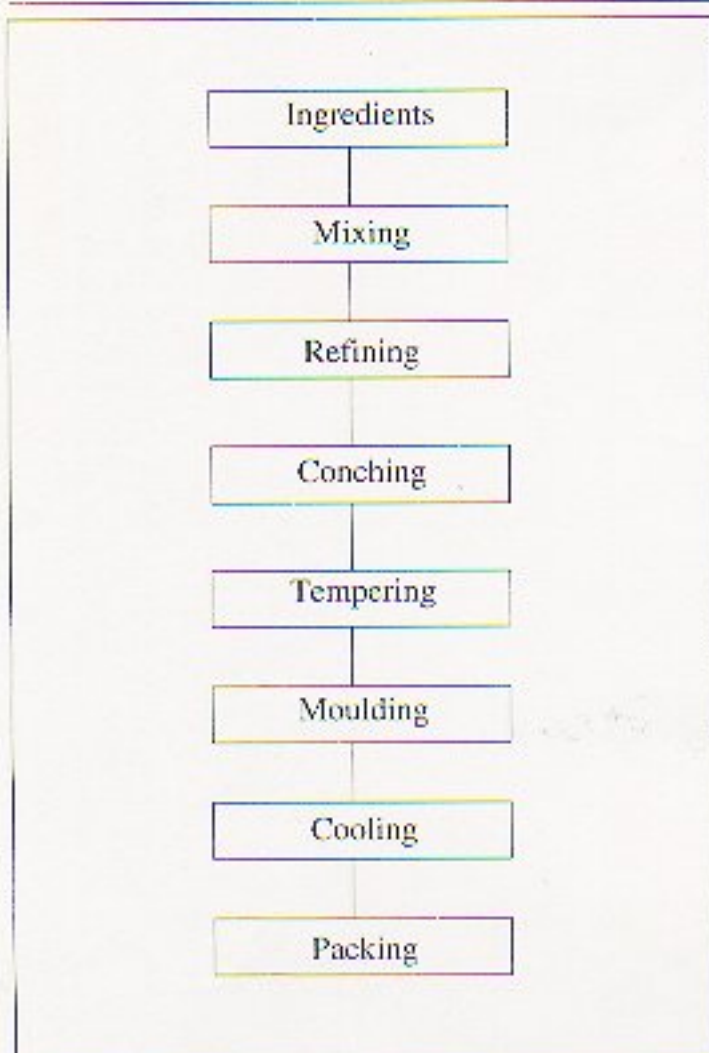 Ingredients
Mixing
Refining
Conching
Tempering
Moulding
Cooling
Packing